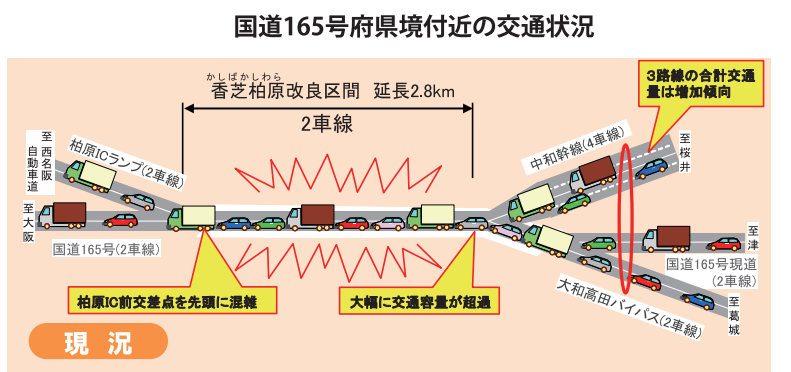 国道165号府県境付近の交通状況
かしばかしわら
香芝柏原改良区間 延長2.8km
2車線
3路線の合計交通
量は増加傾向
至西名阪
自動車道
柏原ICランプ(2車線)
中和幹線(4車線)
至桜井
至大阪
国道165号(2車線)
至津
国道165号現道
(2車線)
大和高田バイパス(2車線)
至葛城
柏原IC前交差点を先頭に混雑
大幅に交通容量が超過
現 況